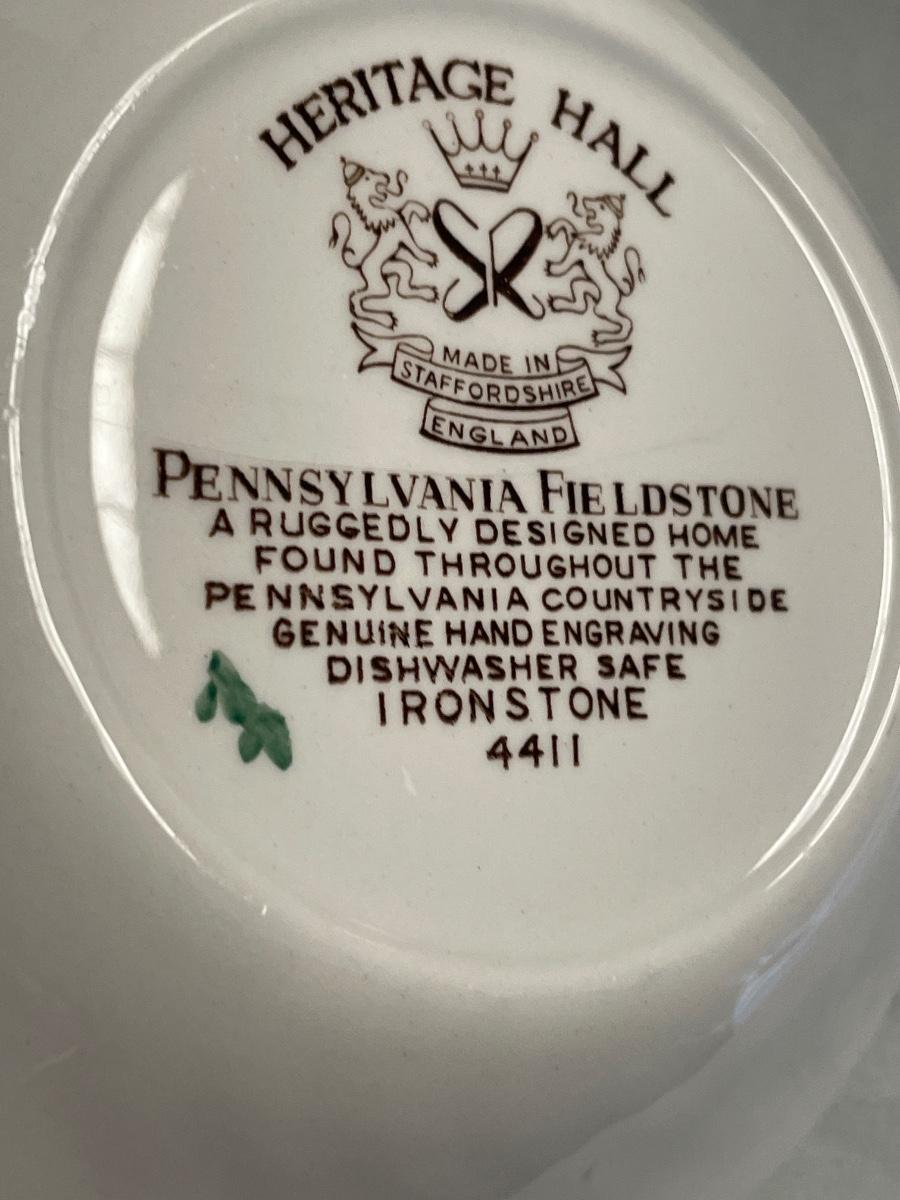 HERITAGE HALL
MADE IN
STAFFORDSHIRE
ENGLAND
PENNSYLVANIA FIELDSTONE
A RUGGEDLY DESIGNED HOME
FOUND THROUGHOUT THE
PENNSYLVANIA COUNTRYSIDE
GENUINE HAND ENGRAVING
DISHWASHER SAFE
IRONSTONE
4411